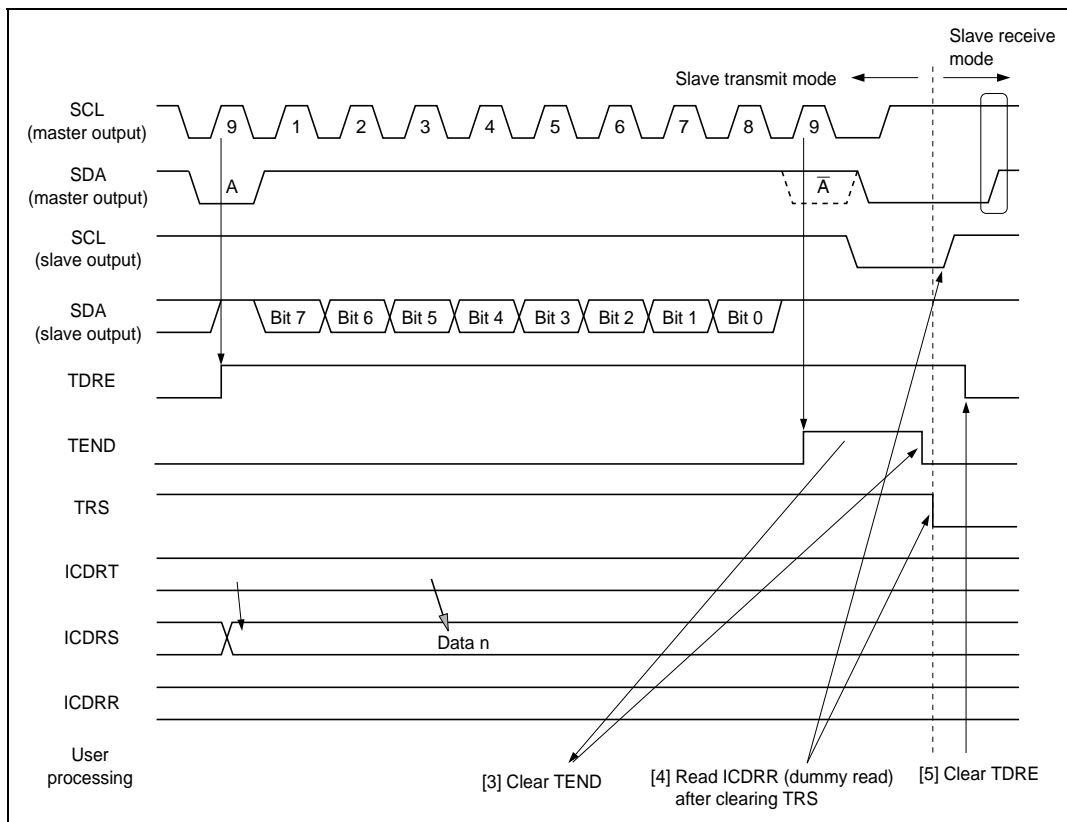 Slave receive
mode
Slave transmit mode
SCL
(master output)
9 1 2 3 4 5 6 7 8 9
SDA
(master output)
A A̅
SCL
(slave output)
SDA
(slave output)
Bit 7 Bit 6 Bit 5 Bit 4 Bit 3 Bit 2 Bit 1 Bit 0
TDRE
TEND
TRS
ICDRT
ICDRS
Data n
ICDRR
User
processing
[3] Clear TEND
[4] Read ICDRR (dummy read)
after clearing TRS
[5] Clear TDRE